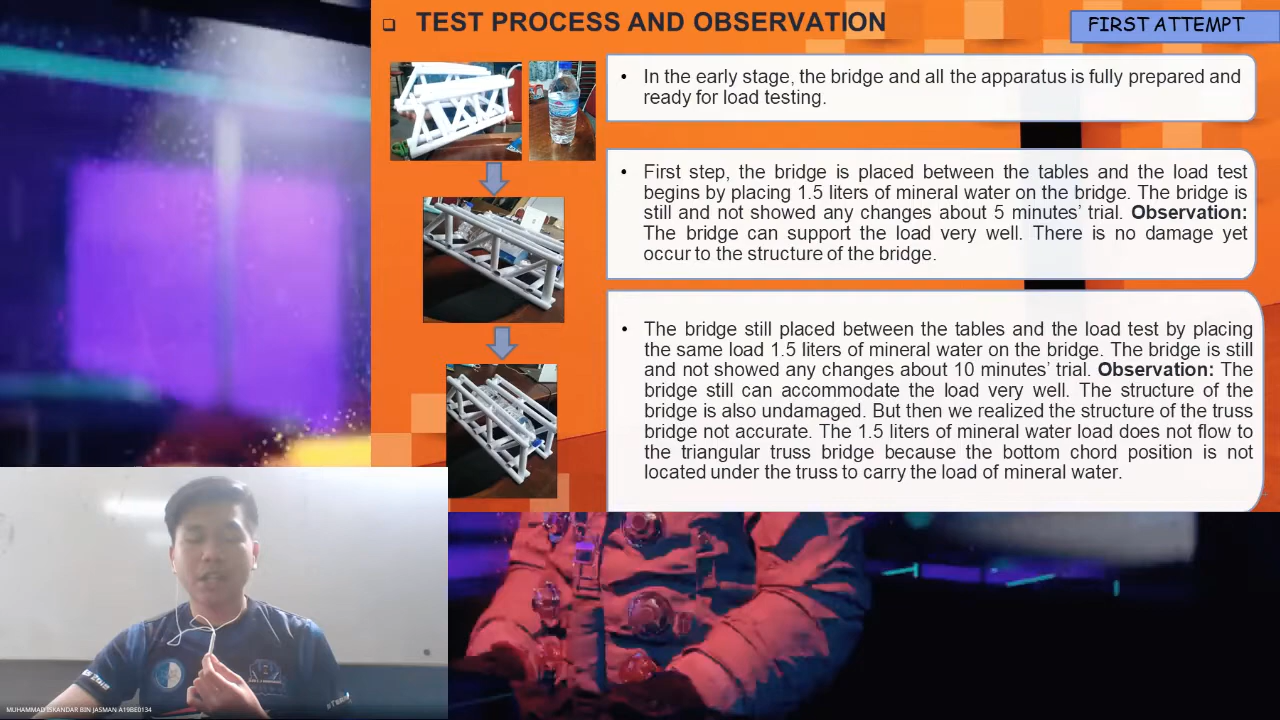 ❑ TEST PROCESS AND OBSERVATION
FIRST ATTEMPT
• In the early stage, the bridge and all the apparatus is fully prepared and
ready for load testing.
• First step, the bridge is placed between the tables and the load test
begins by placing 1.5 liters of mineral water on the bridge. The bridge is
still and not showed any changes about 5 minutes’ trial. Observation:
The bridge can support the load very well. There is no damage yet
occur to the structure of the bridge.
• The bridge still placed between the tables and the load test by placing
the same load 1.5 liters of mineral water on the bridge. The bridge is still
and not showed any changes about 10 minutes’ trial. Observation: The
bridge still can accommodate the load very well. The structure of the
bridge is also undamaged. But then we realized the structure of the truss
bridge not accurate. The 1.5 liters of mineral water load does not flow to
the triangular truss bridge because the bottom chord position is not
located under the truss to carry the load of mineral water.
MUHAMMAD ISKANDAR BIN JASMAN A19BE0134